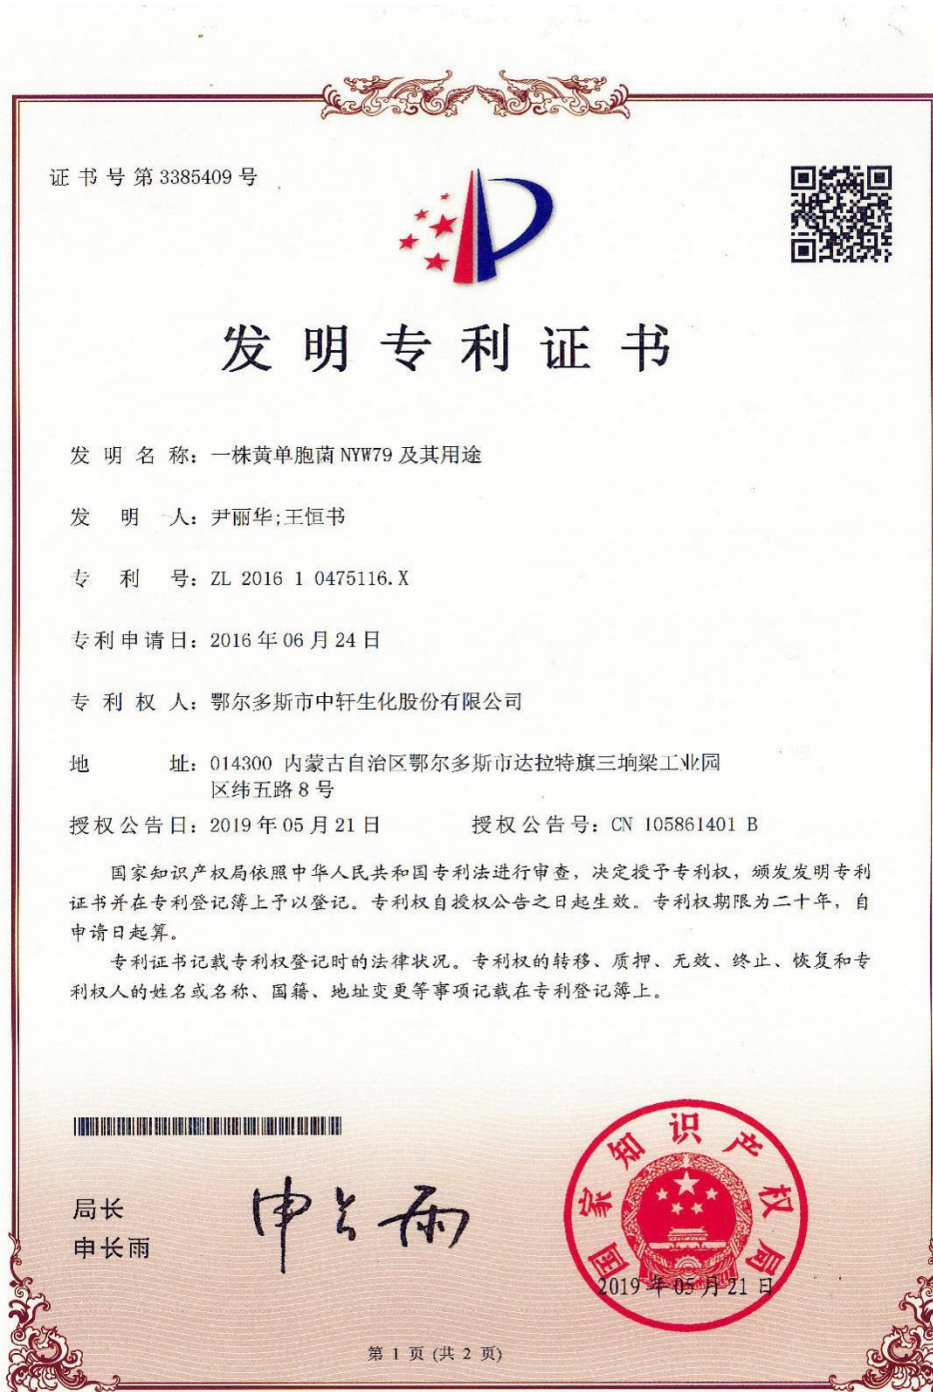 证书号第3385409号
发明专利证书
发明名称：一株黄单胞菌NYW79及其用途
发明人：尹丽华;王恒书
专利号：ZL 2016 1 0475116.X
专利申请日：2016年06月24日
专利权人：鄂尔多斯市中轩生化股份有限公司
地址：014300 内蒙古自治区鄂尔多斯市达拉特旗三垧梁工业园
区纬五路8号
授权公告日：2019年05月21日 授权公告号：CN 105861401 B
国家知识产权局依照中华人民共和国专利法进行审查，决定授予专利权，颁发发明专利
证书并在专利登记簿上予以登记。专利权自授权公告之日起生效。专利权期限为二十年，自
申请日起算。
专利证书记载专利权登记时的法律状况。专利权的转移、质押、无效、终止、恢复和专
利权人的姓名或名称、国籍、地址变更等事项记载在专利登记簿上。
局长
申长雨
申长雨
国家知识产权局
2019年05月21日
第1页(共2页)